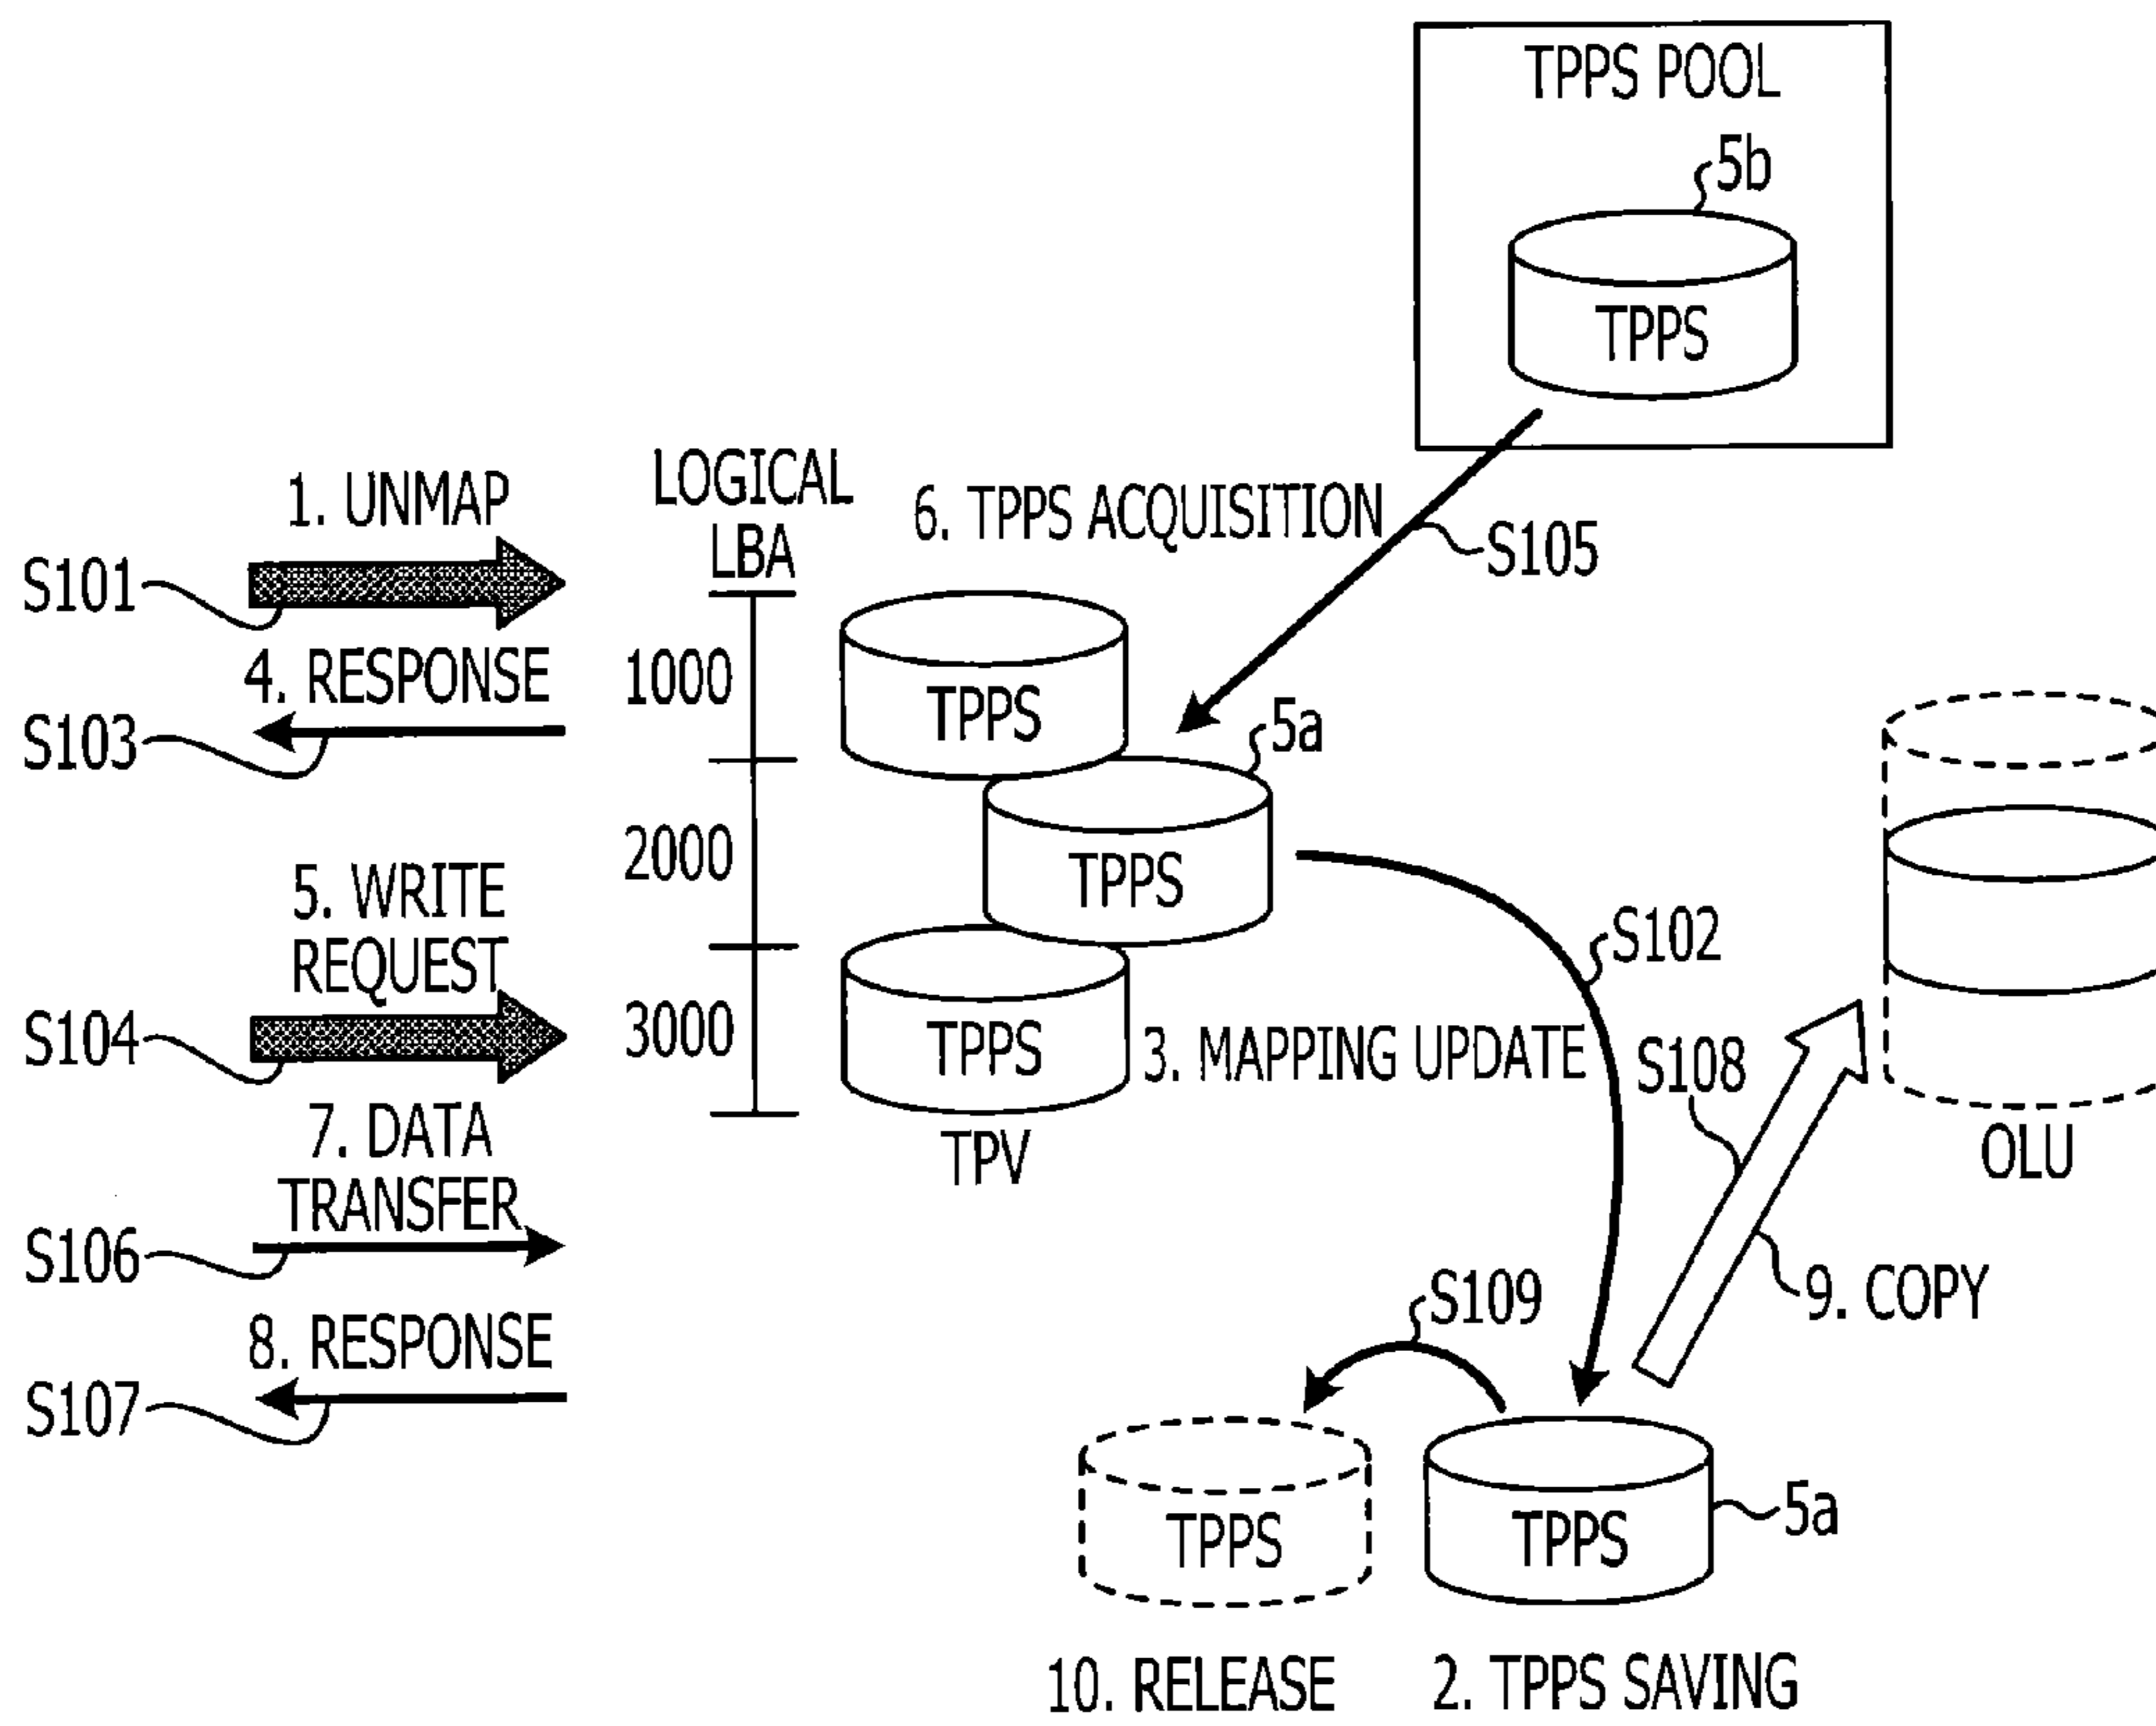 TPPS POOL
5b
TPPS
1. UNMAP
S101
4. RESPONSE
S103
5. WRITE
REQUEST
S104
7. DATA
TRANSFER
S106
8. RESPONSE
S107
LOGICAL
LBA
1000
2000
3000
6. TPPS ACQUISITION
S105
TPPS
5a
TPPS
TPPS
TPV
3. MAPPING UPDATE
S102
S108
OLU
9. COPY
S109
TPPS
TPPS
5a
10. RELEASE
2. TPPS SAVING